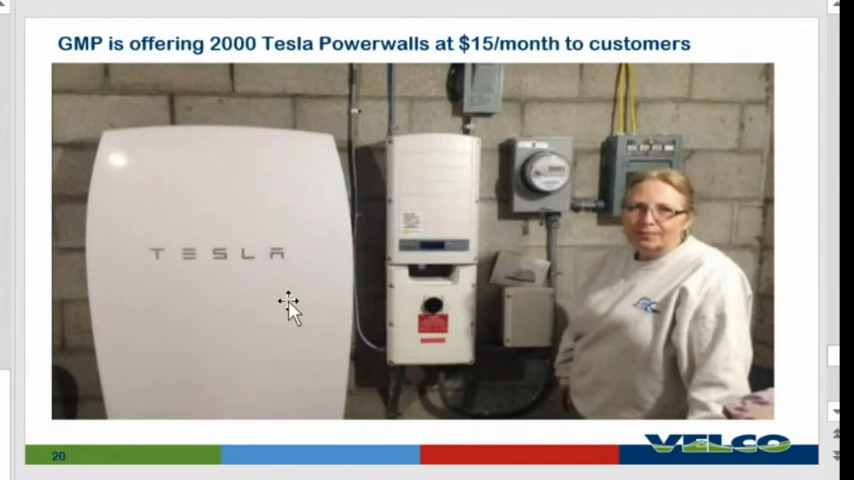 GMP is offering 2000 Tesla Powerwalls at $15/month to customers
TESLA
20
VELCO